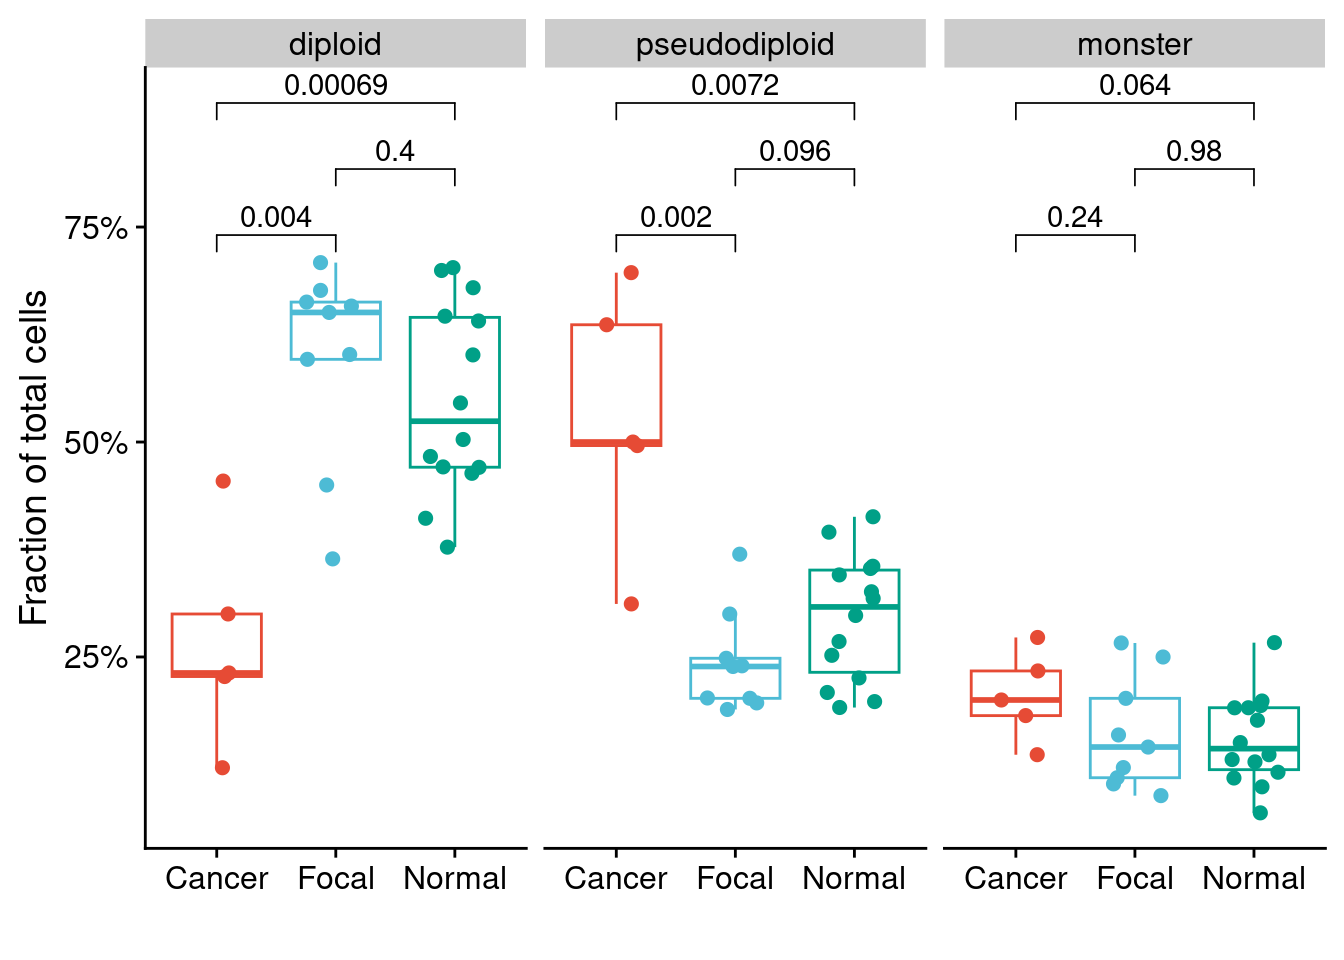 diploid pseudodiploid monster
0.00069 0.0072 0.064
0.4 0.096 0.98
0.004 0.002 0.24
75%
50%
25%
Fraction of total cells
Cancer Focal Normal Cancer Focal Normal Cancer Focal Normal